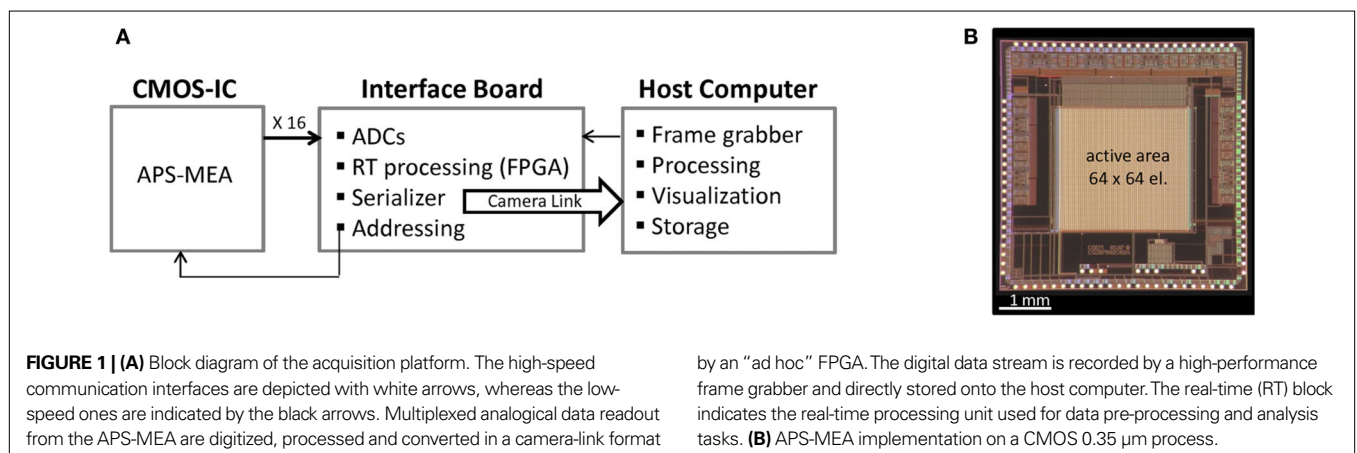 A
CMOS-IC
Interface Board
Host Computer
APS-MEA
X 16
▪ ADCs
▪ RT processing (FPGA)
▪ Serializer
▪ Addressing
Camera Link
▪ Frame grabber
▪ Processing
▪ Visualization
▪ Storage
B
active area
64 x 64 el.
1 mm
FIGURE 1 | (A) Block diagram of the acquisition platform. The high-speed
communication interfaces are depicted with white arrows, whereas the low-
speed ones are indicated by the black arrows. Multiplexed analogical data readout
from the APS-MEA are digitized, processed and converted in a camera-link format
by an “ad hoc” FPGA. The digital data stream is recorded by a high-performance
frame grabber and directly stored onto the host computer. The real-time (RT) block
indicates the real-time processing unit used for data pre-processing and analysis
tasks. (B) APS-MEA implementation on a CMOS 0.35 μm process.